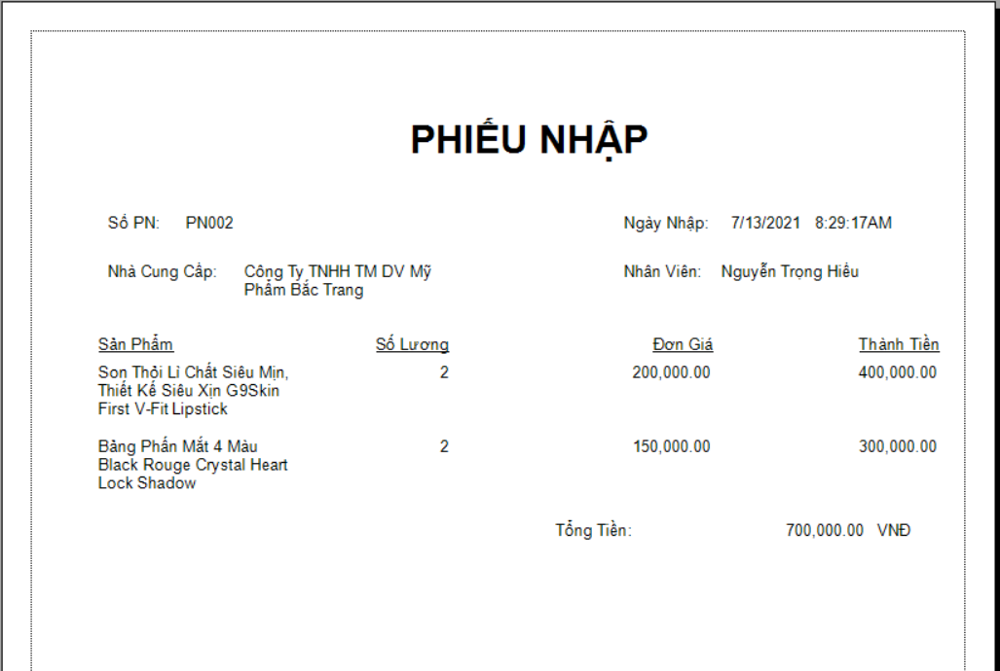 PHIẾU NHẬP
Số PN: PN002 Ngày Nhập: 7/13/2021 8:29:17AM
Nhà Cung Cấp: Công Ty TNHH TM DV Mỹ Nhân Viên: Nguyễn Trọng Hiếu
Phẩm Bắc Trang
Sản Phẩm Số Lương Đơn Giá Thành Tiền
Son Thỏi Lì Chất Siêu Mịn, 2 200,000.00 400,000.00
Thiết Kế Siêu Xịn G9Skin
First V-Fit Lipstick
Bảng Phấn Mắt 4 Màu 2 150,000.00 300,000.00
Black Rouge Crystal Heart
Lock Shadow
Tổng Tiền: 700,000.00 VNĐ